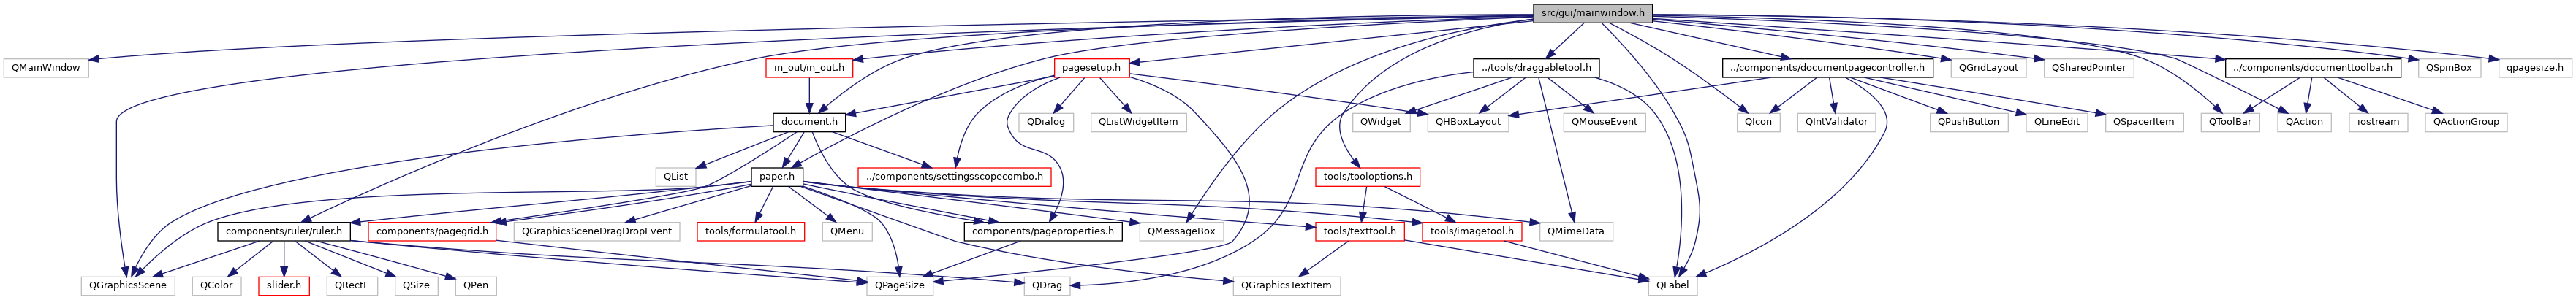 src/gui/mainwindow.h
QMainWindow
in_out/in_out.h
pagesetup.h
../tools/draggabletool.h
../components/documentpagecontroller.h
QGridLayout
QSharedPointer
../components/documenttoolbar.h
QSpinBox
qpagesize.h
document.h
QDialog
QListWidgetItem
QWidget
QHBoxLayout
QMouseEvent
QIcon
QIntValidator
QPushButton
QLineEdit
QSpacerItem
QToolBar
QAction
iostream
QActionGroup
QList
paper.h
../components/settingsscopecombo.h
tools/tooloptions.h
components/ruler/ruler.h
components/pagegrid.h
QGraphicsSceneDragDropEvent
tools/formulatool.h
QMenu
components/pageproperties.h
QMessageBox
tools/texttool.h
tools/imagetool.h
QMimeData
QGraphicsScene
QColor
slider.h
QRectF
QSize
QPen
QPageSize
QDrag
QGraphicsTextItem
QLabel